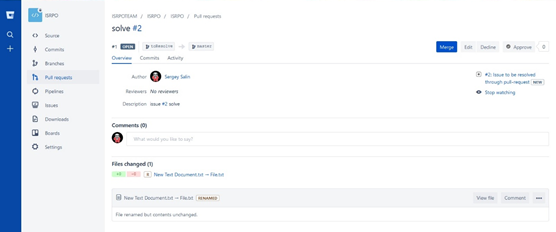 ISRPO
Source
Commits
Branches
Pull requests
Pipelines
Issues
Downloads
Boards
Settings
ISRPOTEAM / ISRPO / ISRPO / Pull requests
solve #2
#1 OPEN → master
Merge Edit Decline Approve
Overview Commits Activity
Author Sergey Salin
Reviewers No reviewers
Description issue #2 solve
#2: Issue to be resolved
through pull-request NEW
Stop watching
Comments (0)
What would you like to say?
Files changed (1)
+0 -0 R New Text Document.txt → File.txt
New Text Document.txt → File.txt RENAMED
View file Comment •••
File renamed but contents unchanged.